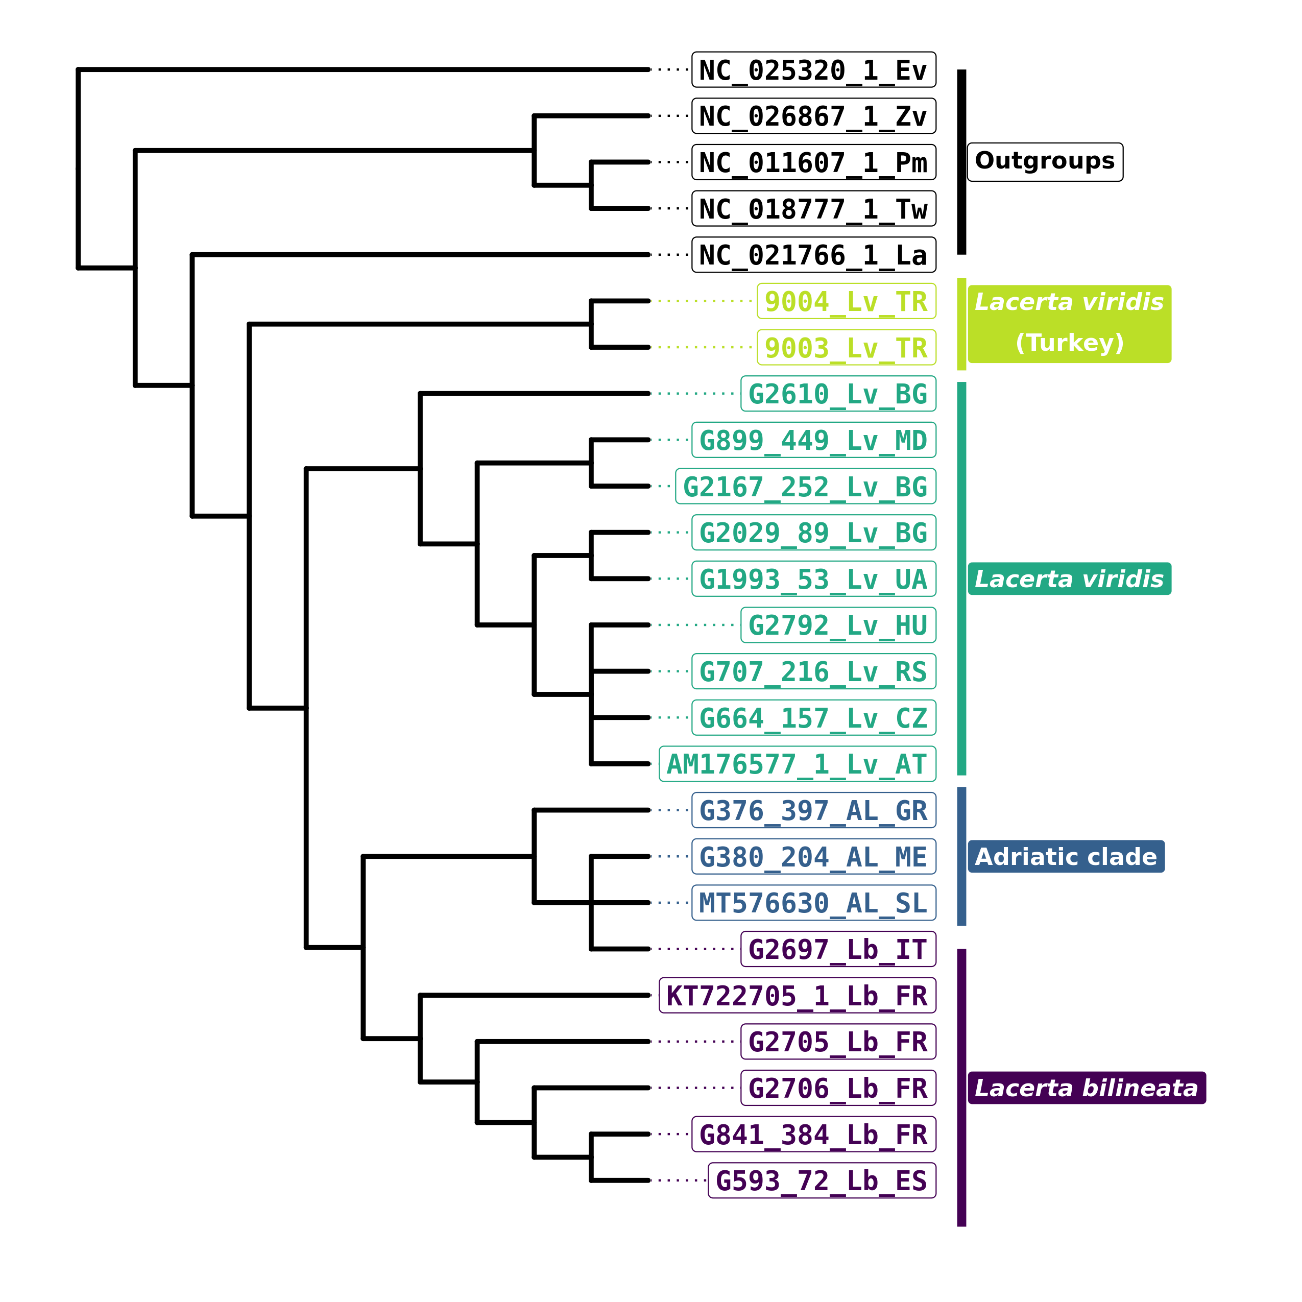 NC_025320_1_Ev
NC_026867_1_Zv
NC_011607_1_Pm
NC_018777_1_Tw
NC_021766_1_La
Outgroups
9004_Lv_TR
9003_Lv_TR
Lacerta viridis
(Turkey)
G2610_Lv_BG
G899_449_Lv_MD
G2167_252_Lv_BG
G2029_89_Lv_BG
G1993_53_Lv_UA
G2792_Lv_HU
G707_216_Lv_RS
G664_157_Lv_CZ
AM176577_1_Lv_AT
Lacerta viridis
G376_397_AL_GR
G380_204_AL_ME
MT576630_AL_SL
Adriatic clade
G2697_Lb_IT
KT722705_1_Lb_FR
G2705_Lb_FR
G2706_Lb_FR
G841_384_Lb_FR
G593_72_Lb_ES
Lacerta bilineata